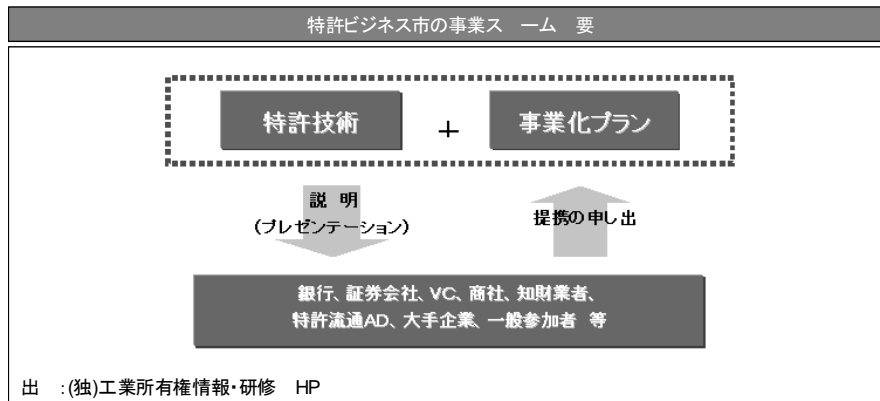 特許ビジネス市の事業ス ーム 要
特許技術 + 事業化プラン
説 明
(プレゼンテーション)
提携の申し出
銀行、証券会社、VC、商社、知財業者、
特許流通AD、大手企業、一般参加者 等
出 :(独)工業所有権情報・研修 HP